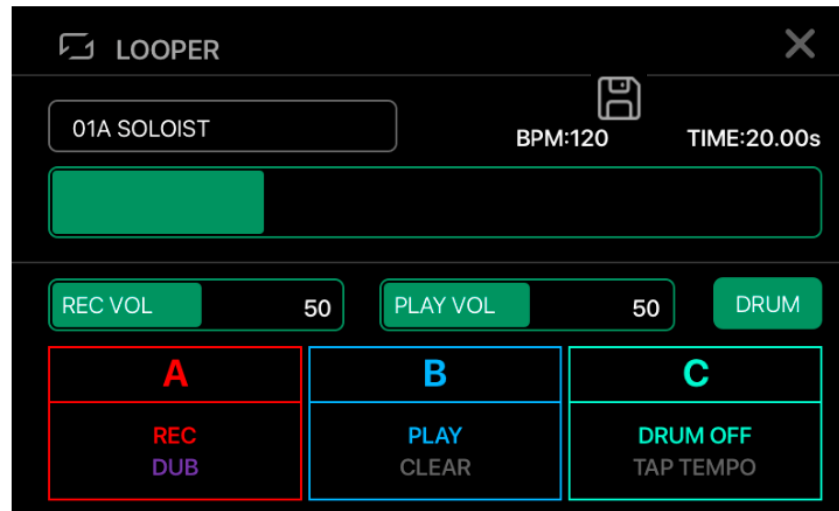 LOOPER
01A SOLOIST
BPM:120 TIME:20.00s
REC VOL 50 PLAY VOL 50 DRUM
A B C
REC PLAY DRUM OFF
DUB CLEAR TAP TEMPO